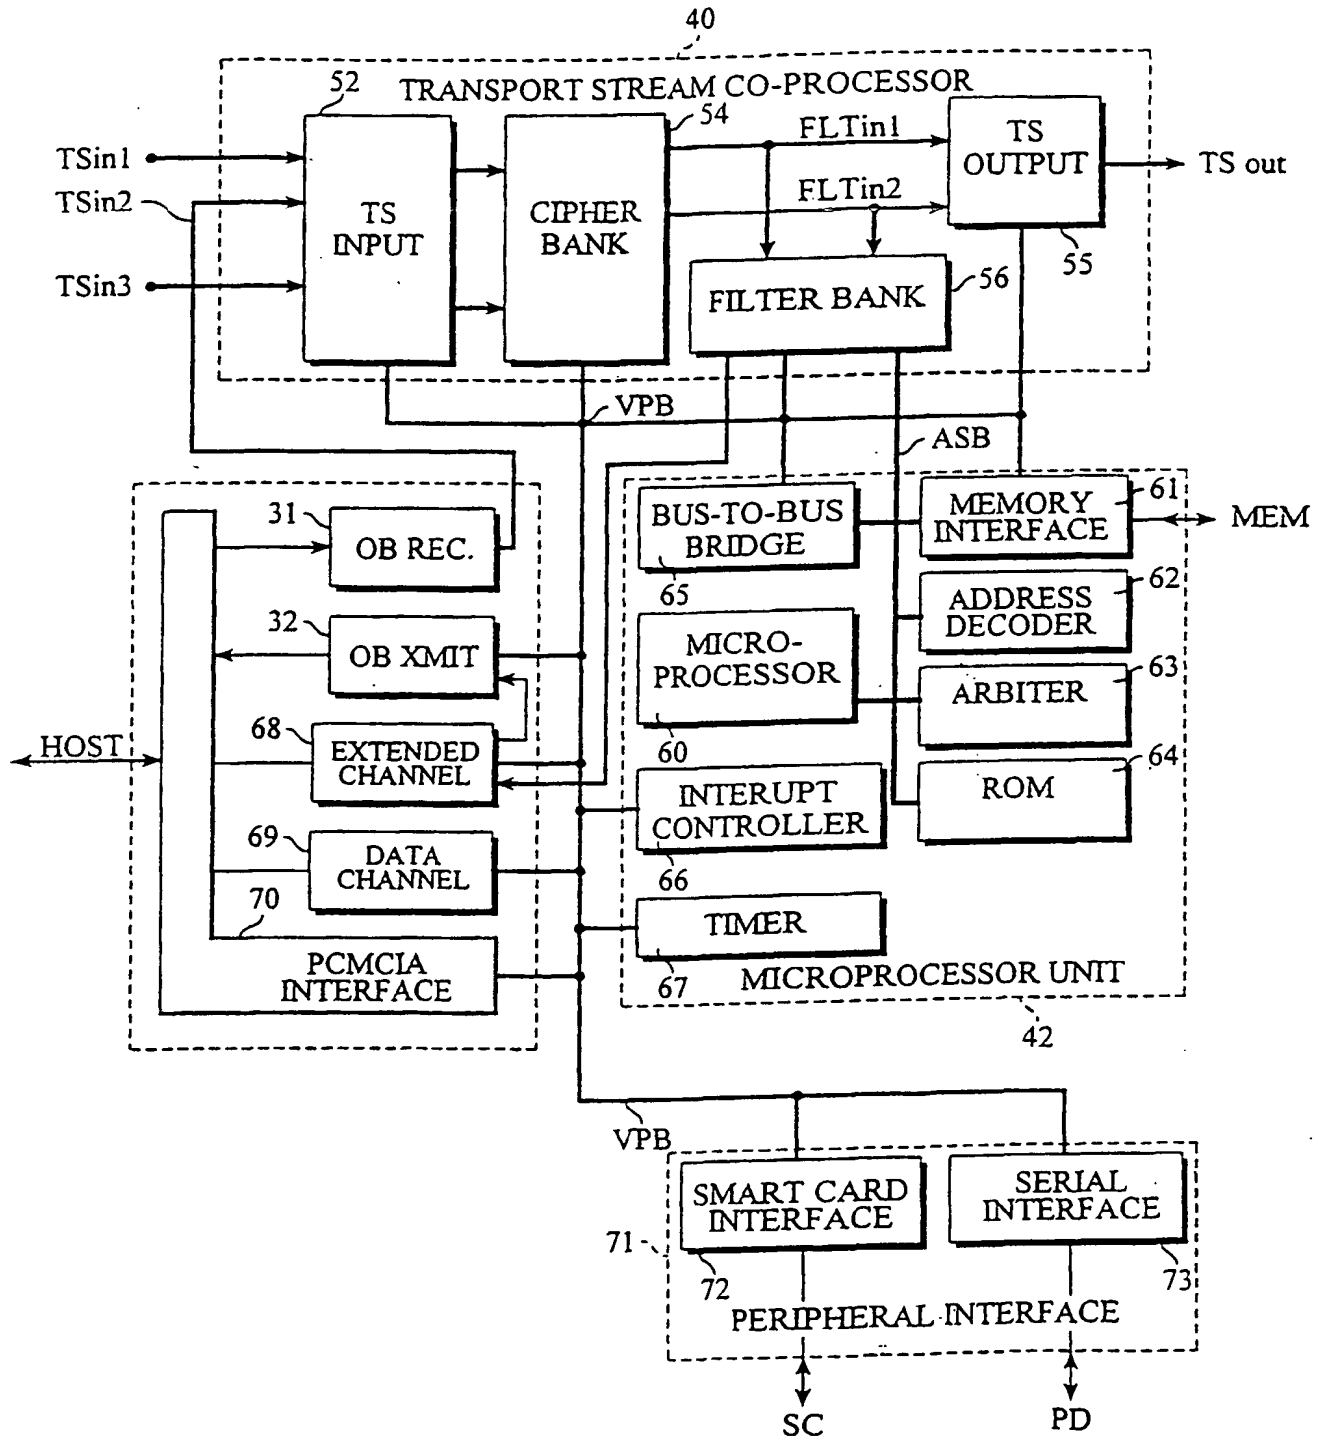 40
TRANSPORT STREAM CO-PROCESSOR
52
54
TSin1
TSin2
TSin3
TS
INPUT
CIPHER
BANK
FLTin1
FLTin2
TS
OUTPUT
TS out
55
56
FILTER BANK
VPB
ASB
31
OB REC.
32
OB XMIT
68
EXTENDED
CHANNEL
HOST
69
DATA
CHANNEL
70
PCMCIA
INTERFACE
BUS-TO-BUS
BRIDGE
65
MEMORY
INTERFACE
61
MEM
ADDRESS
DECODER
62
MICRO-
PROCESSOR
60
ARBITER
63
ROM
64
INTERUPT
CONTROLLER
66
TIMER
67
MICROPROCESSOR UNIT
42
VPB
SMART CARD
INTERFACE
72
SERIAL
INTERFACE
73
71
PERIPHERAL INTERFACE
SC
PD